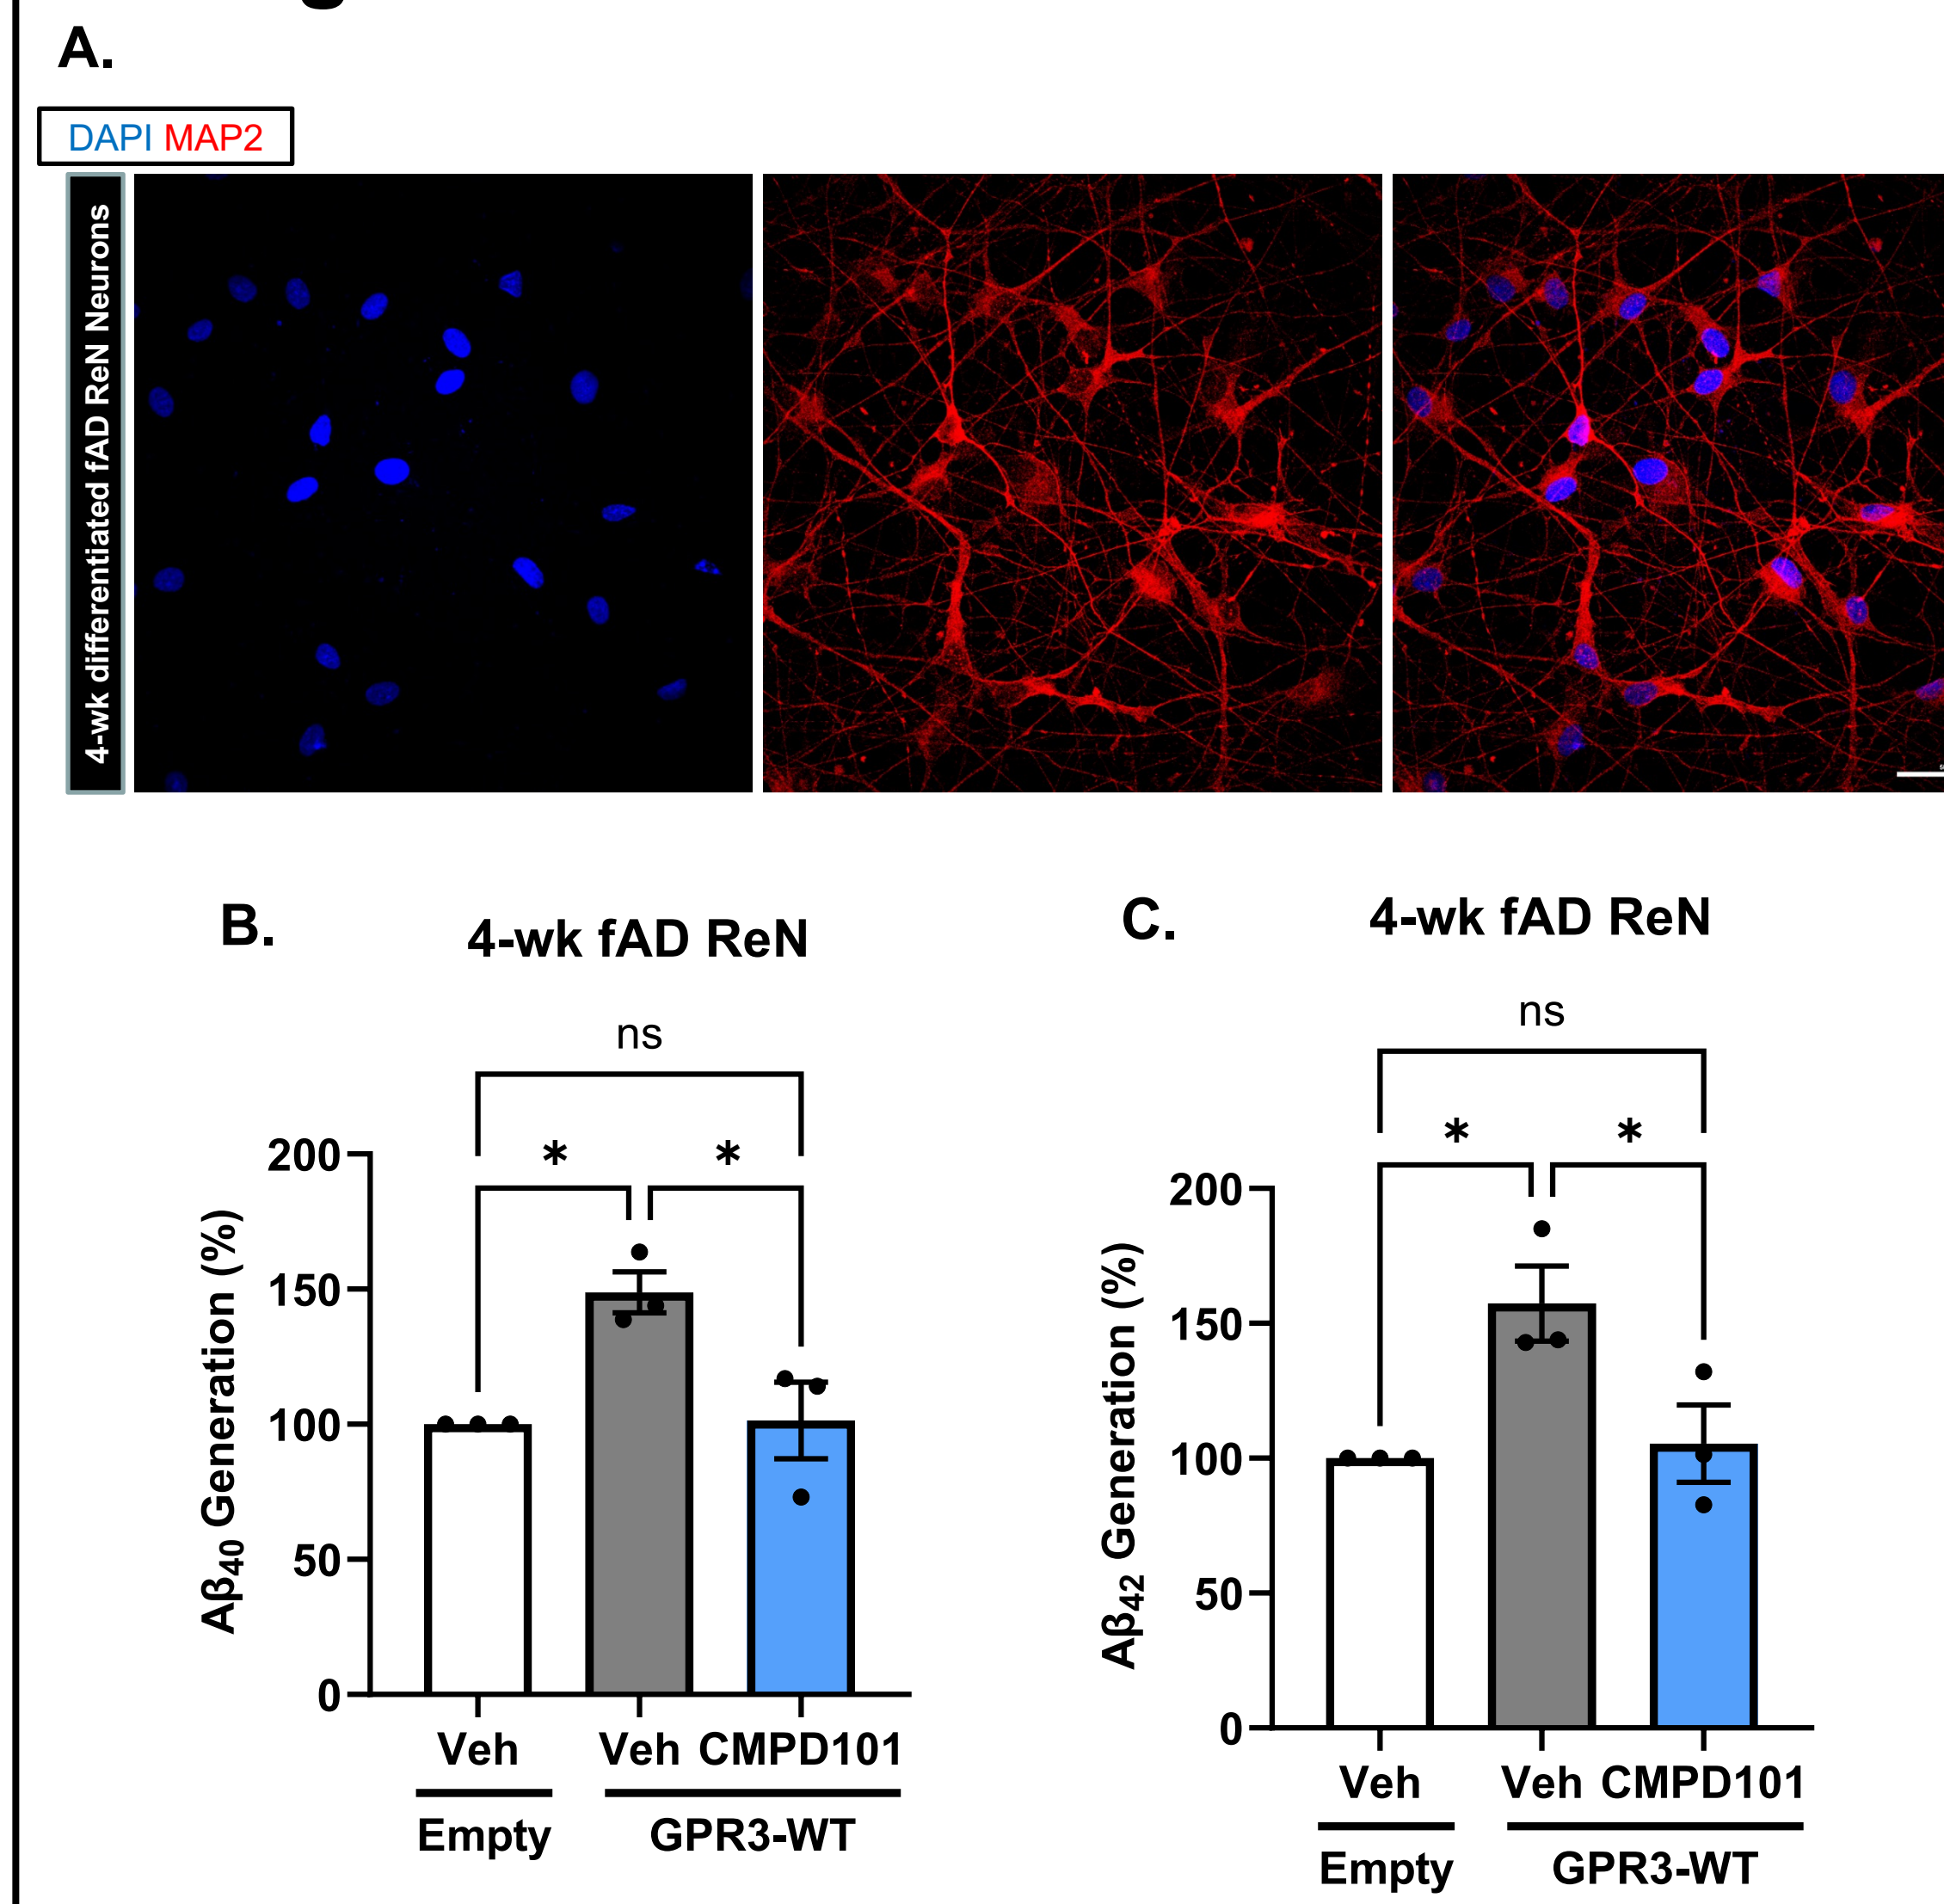 A.
DAPI MAP2
4-wk differentiated fAD ReN Neurons
B.
4-wk fAD ReN
ns
* *
200
150
100
50
0
Aβ40 Generation (%)
Veh Veh CMPD101
Empty GPR3-WT
C.
4-wk fAD ReN
ns
* *
200
150
100
50
0
Aβ42 Generation (%)
Veh Veh CMPD101
Empty GPR3-WT